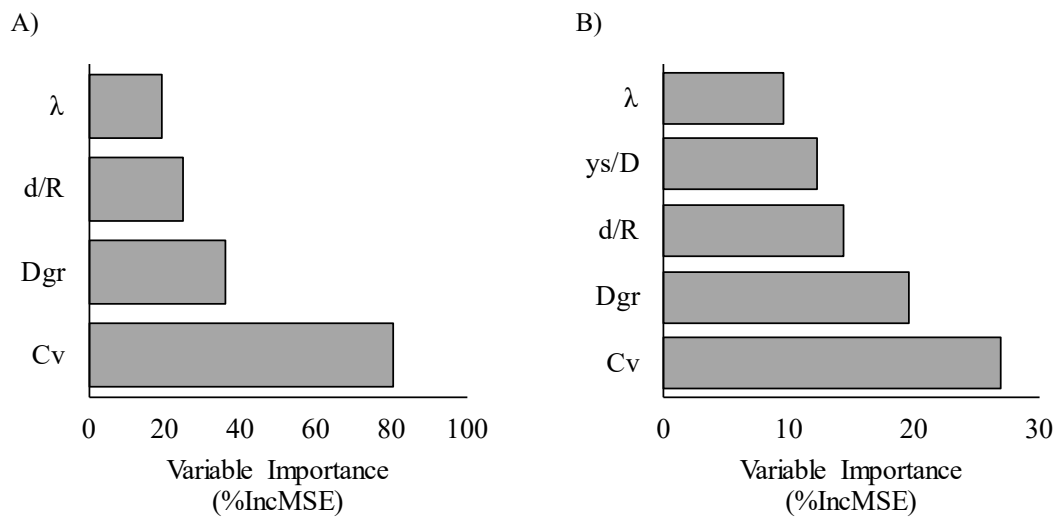 A)
λ
d/R
Dgr
Cv
0 20 40 60 80 100
Variable Importance
(%IncMSE)
B)
λ
ys/D
d/R
Dgr
Cv
0 10 20 30
Variable Importance
(%IncMSE)